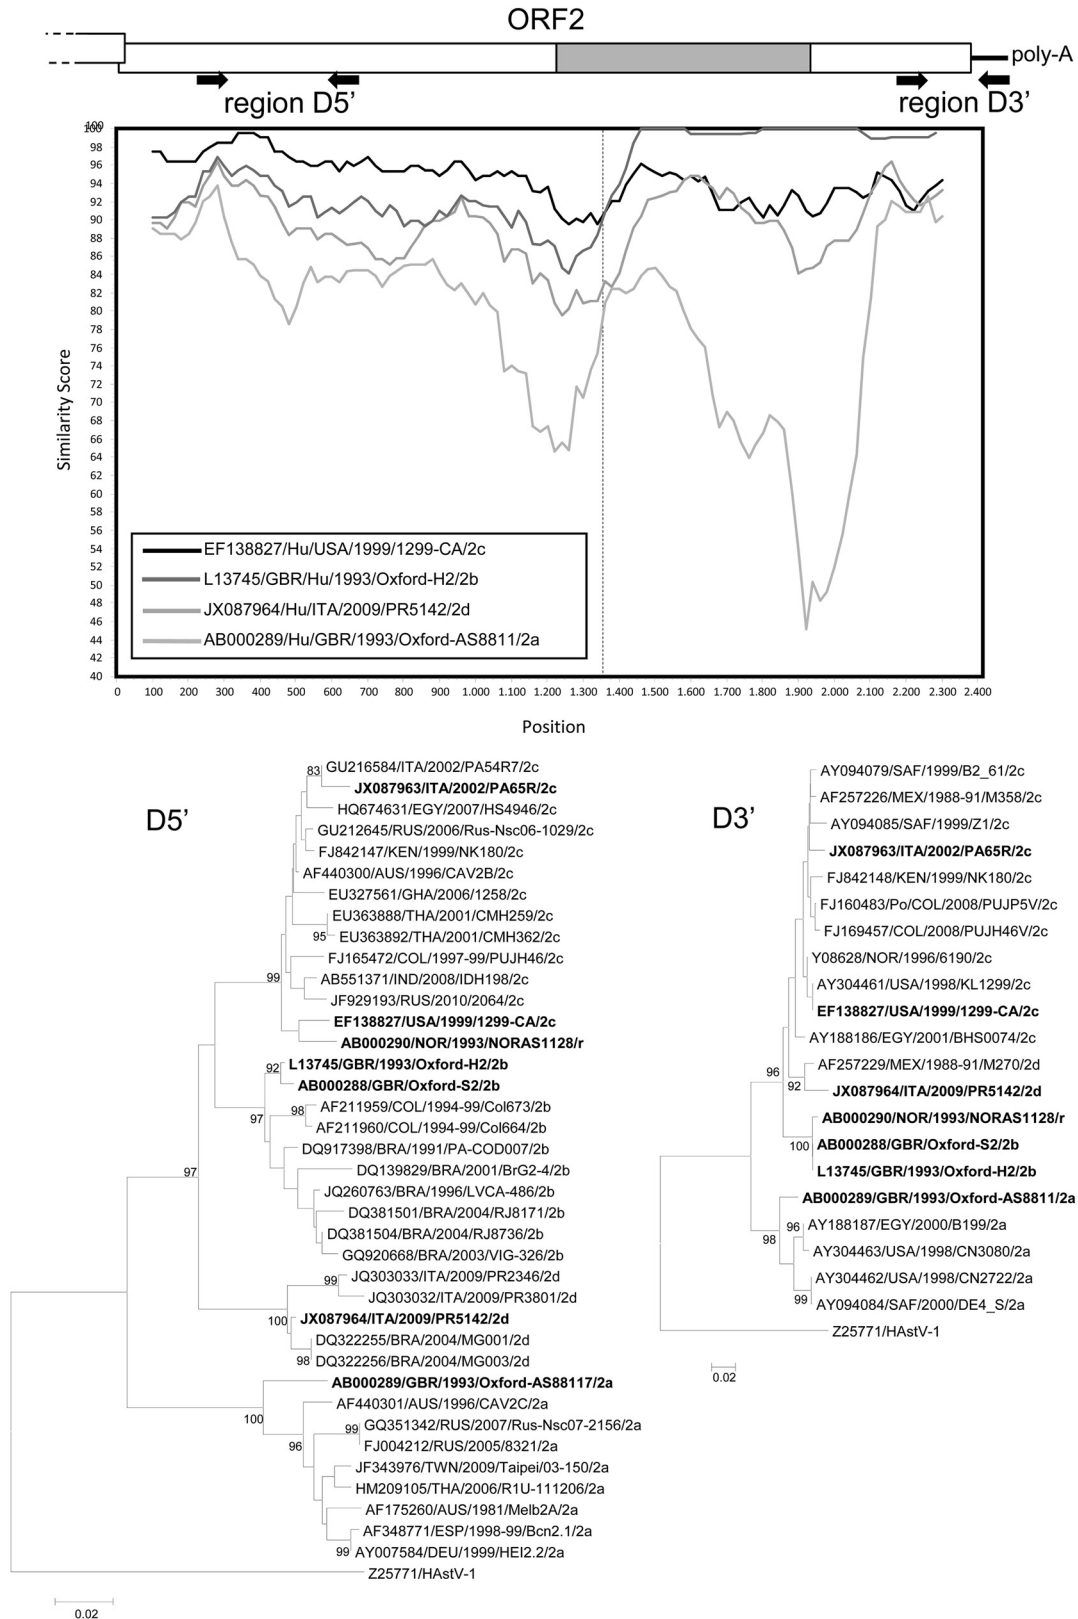 ORF2
poly-A
region D5’
region D3’
100
100
98
96
94
92
90
88
86
84
82
80
78
76
74
72
70
68
66
64
62
60
58
56
54
52
50
48
46
44
42
40
Similarity Score
EF138827/Hu/USA/1999/1299-CA/2c
L13745/GBR/Hu/1993/Oxford-H2/2b
JX087964/Hu/ITA/2009/PR5142/2d
AB000289/Hu/GBR/1993/Oxford-AS8811/2a
0 100 200 300 400 500 600 700 800 900 1.000 1.100 1.200 1.300 1.400 1.500 1.600 1.700 1.800 1.900 2.000 2.100 2.200 2.300 2.400
Position
D5’
GU216584/ITA/2002/PA54R7/2c
83
JX087963/ITA/2002/PA65R/2c
HQ674631/EGY/2007/HS4946/2c
GU212645/RUS/2006/Rus-Nsc06-1029/2c
FJ842147/KEN/1999/NK180/2c
AF440300/AUS/1996/CAV2B/2c
EU327561/GHA/2006/1258/2c
EU363888/THA/2001/CMH259/2c
95 EU363892/THA/2001/CMH362/2c
FJ165472/COL/1997-99/PUJH46/2c
99 AB551371/IND/2008/IDH198/2c
JF929193/RUS/2010/2064/2c
EF138827/USA/1999/1299-CA/2c
AB000290/NOR/1993/NORAS1128/r
92 L13745/GBR/1993/Oxford-H2/2b
AB000288/GBR/Oxford-S2/2b
98 AF211959/COL/1994-99/Col673/2b
97 AF211960/COL/1994-99/Col664/2b
DQ917398/BRA/1991/PA-COD007/2b
97 DQ139829/BRA/2001/BrG2-4/2b
JQ260763/BRA/1996/LVCA-486/2b
DQ381501/BRA/2004/RJ8171/2b
DQ381504/BRA/2004/RJ8736/2b
GQ920668/BRA/2003/VIG-326/2b
99 JQ303033/ITA/2009/PR2346/2d
JQ303032/ITA/2009/PR3801/2d
100 JX087964/ITA/2009/PR5142/2d
DQ322255/BRA/2004/MG001/2d
98 DQ322256/BRA/2004/MG003/2d
AB000289/GBR/1993/Oxford-AS88117/2a
100 AF440301/AUS/1996/CAV2C/2a
99 GQ351342/RUS/2007/Rus-Nsc07-2156/2a
96 FJ004212/RUS/2005/8321/2a
JF343976/TWN/2009/Taipei/03-150/2a
HM209105/THA/2006/R1U-111206/2a
AF175260/AUS/1981/Melb2A/2a
AF348771/ESP/1998-99/Bcn2.1/2a
99 AY007584/DEU/1999/HEI2.2/2a
Z25771/HAstV-1
0.02
D3’
AY094079/SAF/1999/B2_61/2c
AF257226/MEX/1988-91/M358/2c
AY094085/SAF/1999/Z1/2c
JX087963/ITA/2002/PA65R/2c
FJ842148/KEN/1999/NK180/2c
FJ160483/Po/COL/2008/PUJP5V/2c
FJ169457/COL/2008/PUJH46V/2c
Y08628/NOR/1996/6190/2c
AY304461/USA/1998/KL1299/2c
EF138827/USA/1999/1299-CA/2c
AY188186/EGY/2001/BHS0074/2c
96 AF257229/MEX/1988-91/M270/2d
92 JX087964/ITA/2009/PR5142/2d
AB000290/NOR/1993/NORAS1128/r
100 AB000288/GBR/Oxford-S2/2b
L13745/GBR/1993/Oxford-H2/2b
AB000289/GBR/1993/Oxford-AS8811/2a
96 AY188187/EGY/2000/B199/2a
98 AY304463/USA/1998/CN3080/2a
AY304462/USA/1998/CN2722/2a
99 AY094084/SAF/2000/DE4_S/2a
Z25771/HAstV-1
0.02